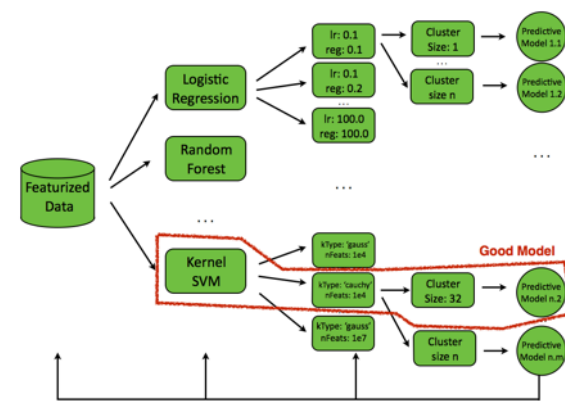 Featurized
Data
Logistic
Regression
Random
Forest
...
Kernel
SVM
lr: 0.1
reg: 0.1
lr: 0.1
reg: 0.2
...
lr: 100.0
reg: 100.0
...
kType: 'gauss'
nFeats: 1e4
kType: 'cauchy'
nFeats: 1e4
kType: 'gauss'
nFeats: 1e7
Cluster
Size: 1
...
Cluster
size n
Cluster
Size: 32
Cluster
size n
Predictive
Model 1.1
Predictive
Model 1.2
...
Good Model
Predictive
Model n.2
Predictive
Model n.m